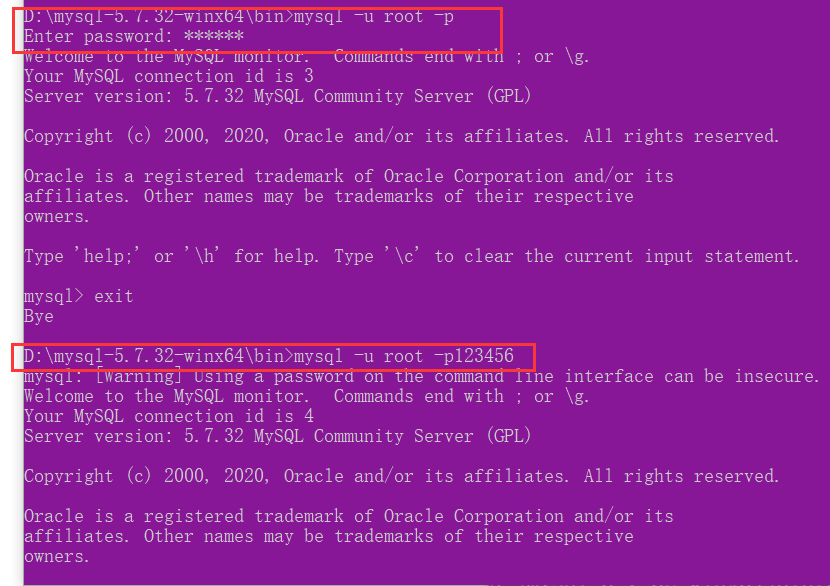 D:\mysql-5.7.32-winx64\bin>mysql -u root -p
Enter password: ******
Welcome to the MySQL monitor.  Commands end with ; or \g.
Your MySQL connection id is 3
Server version: 5.7.32 MySQL Community Server (GPL)
Copyright (c) 2000, 2020, Oracle and/or its affiliates. All rights reserved.
Oracle is a registered trademark of Oracle Corporation and/or its
affiliates. Other names may be trademarks of their respective
owners.
Type 'help;' or '\h' for help. Type '\c' to clear the current input statement.
mysql> exit
Bye
D:\mysql-5.7.32-winx64\bin>mysql -u root -p123456
mysql: [Warning] Using a password on the command line interface can be insecure.
Welcome to the MySQL monitor.  Commands end with ; or \g.
Your MySQL connection id is 4
Server version: 5.7.32 MySQL Community Server (GPL)
Copyright (c) 2000, 2020, Oracle and/or its affiliates. All rights reserved.
Oracle is a registered trademark of Oracle Corporation and/or its
affiliates. Other names may be trademarks of their respective
owners.